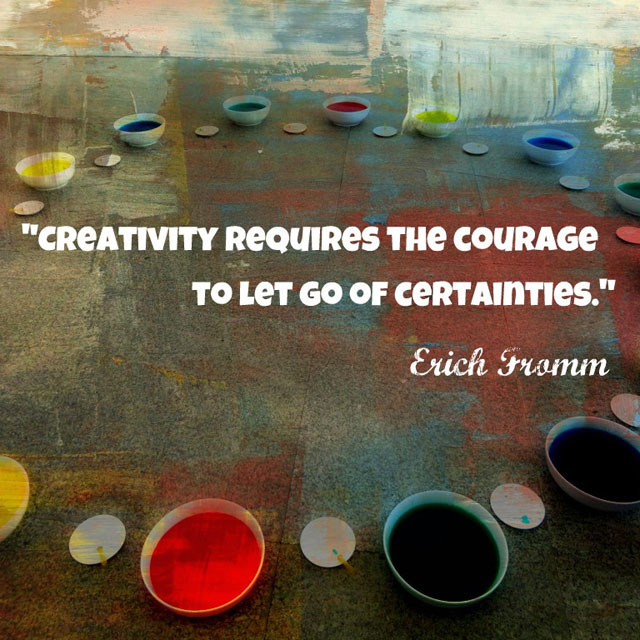 "Creativity requires the courage
to let go of certainties."
Erich Fromm